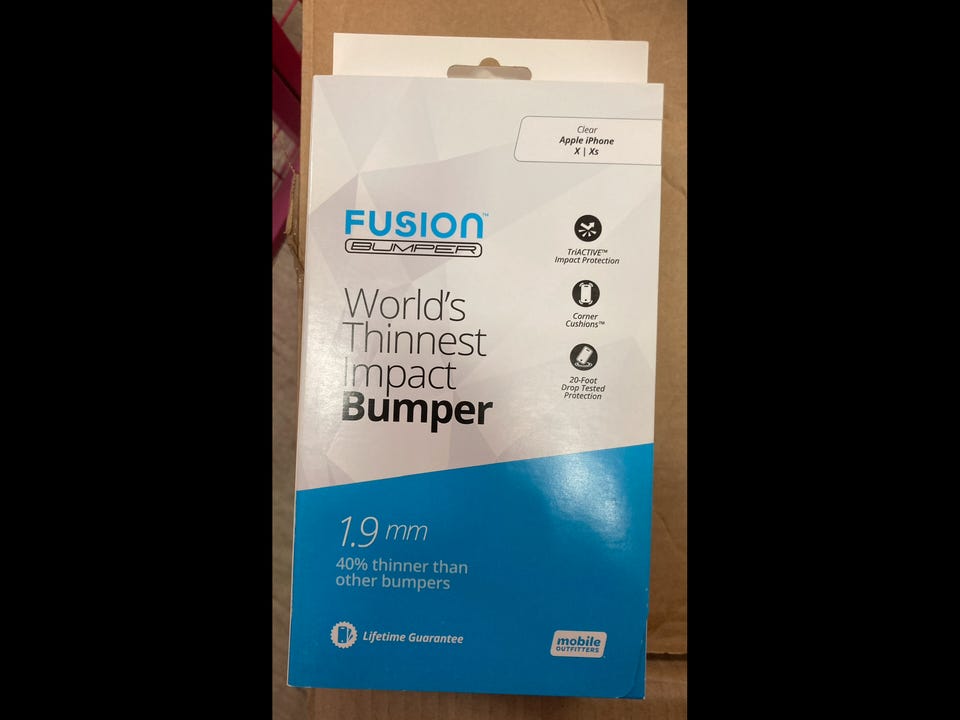 Clear
Apple iPhone
X | Xs
FUSION™
BUMPER
World's
Thinnest
Impact
Bumper
TriACTIVE™
Impact Protection
Corner
Cushions™
20-Foot
Drop Tested
Protection
1.9 mm
40% thinner than
other bumpers
Lifetime Guarantee
mobile
OUTFITTERS